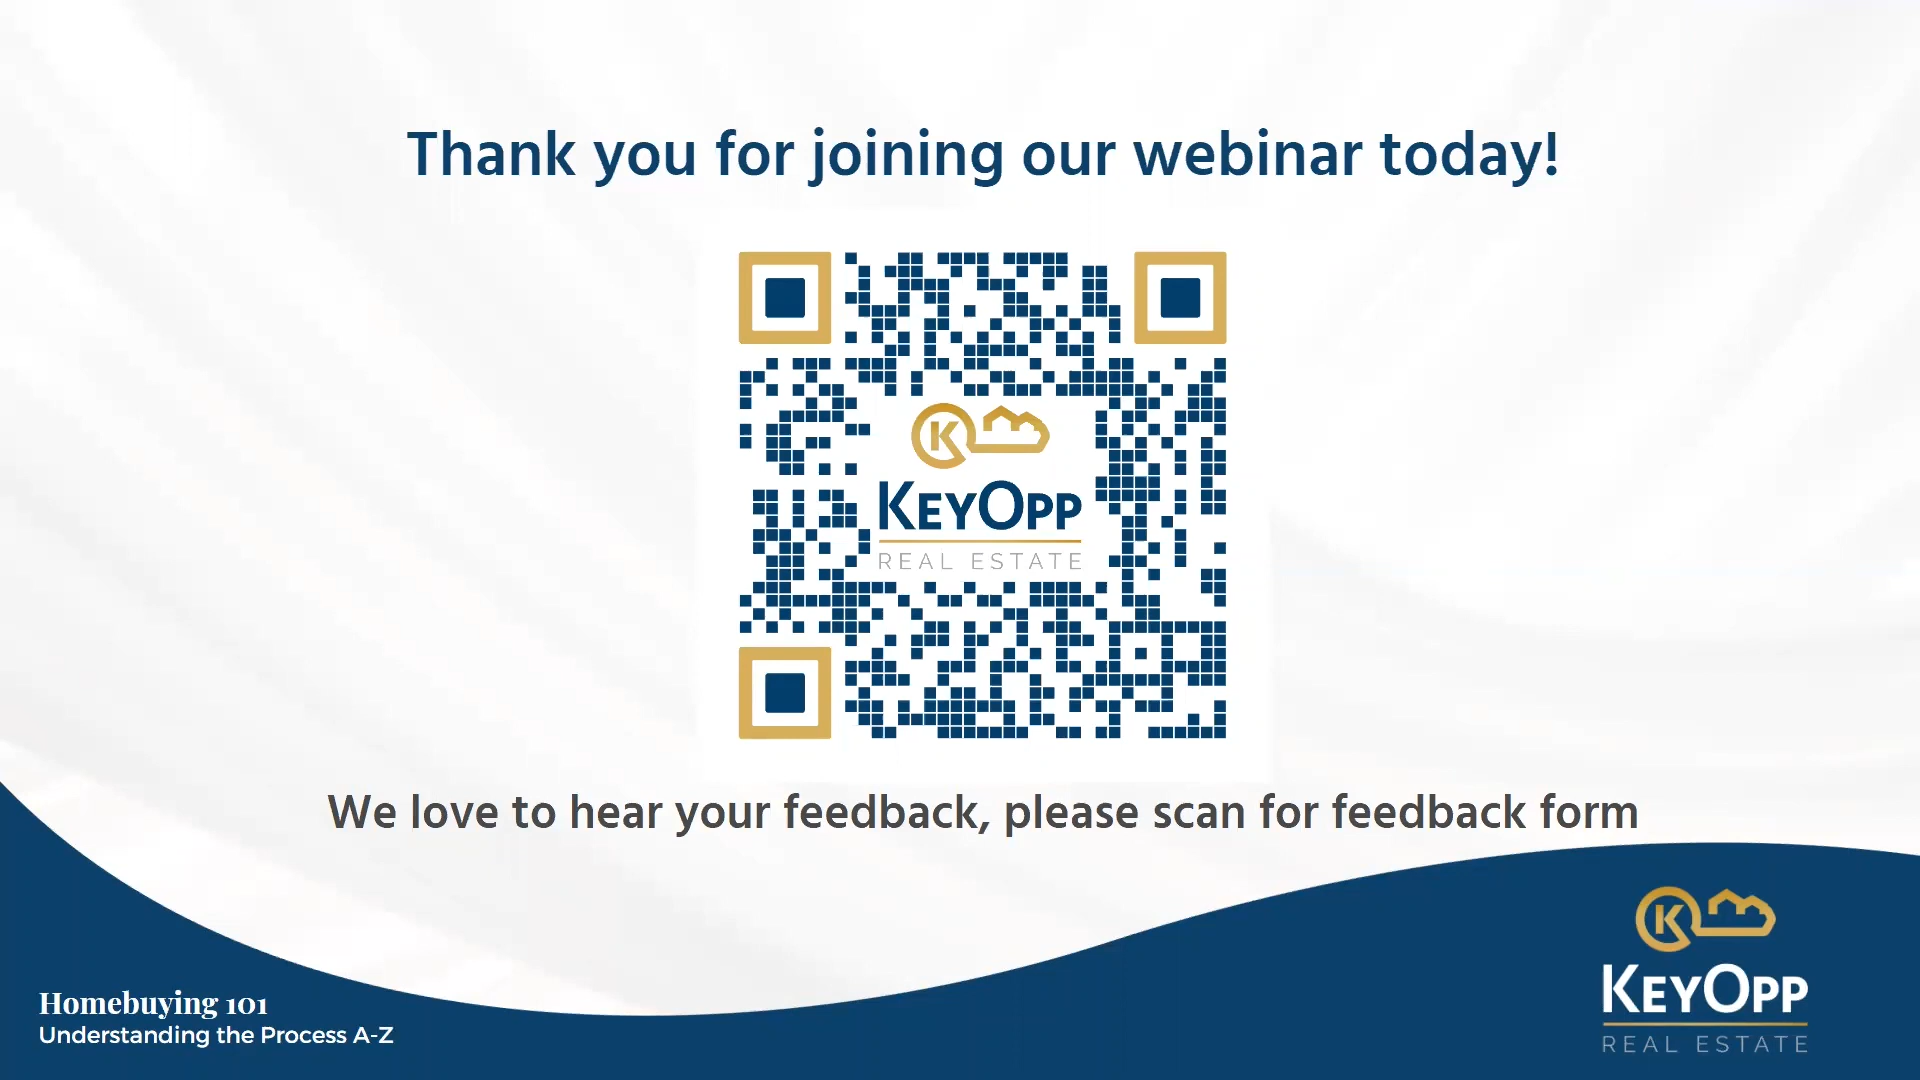 Thank you for joining our webinar today!
K
KEYOPP
REAL ESTATE
We love to hear your feedback, please scan for feedback form
Homebuying 101
Understanding the Process A-Z
K
KEYOPP
REAL ESTATE